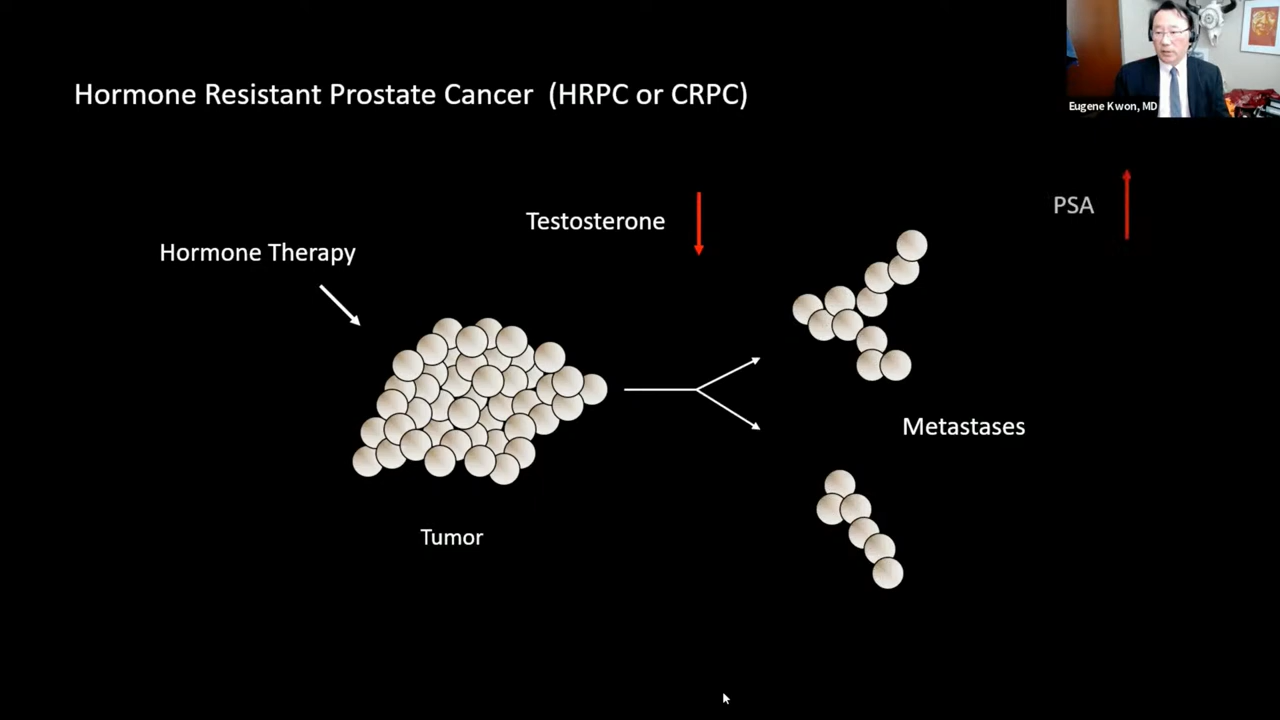 Eugene Kwon, MD
Hormone Resistant Prostate Cancer (HRPC or CRPC)
PSA
Testosterone
Hormone Therapy
Metastases
Tumor